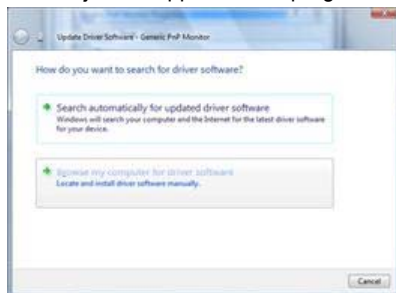 Update Driver Software - Generic PnP Monitor
How do you want to search for driver software?
Search automatically for updated driver software
Windows will search your computer and the Internet for the latest driver software
for your device.
Browse my computer for driver software
Locate and install driver software manually.
Cancel